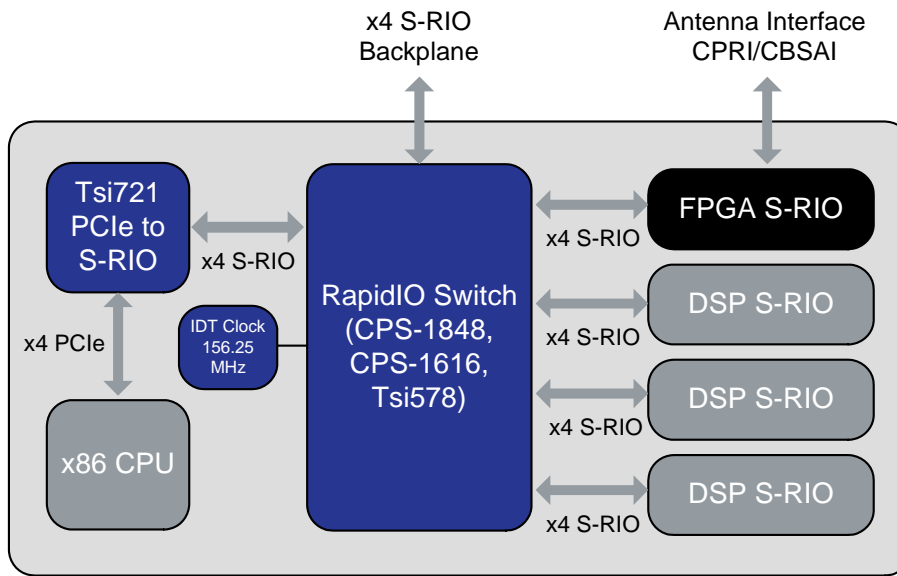 x4 S-RIO
Backplane
Antenna Interface
CPRI/CBSAI
Tsi721
PCIe to
S-RIO
x4 S-RIO
x4 PCIe
IDT Clock
156.25
MHz
x86 CPU
RapidIO Switch
(CPS-1848,
CPS-1616,
Tsi578)
FPGA S-RIO
x4 S-RIO
DSP S-RIO
x4 S-RIO
DSP S-RIO
x4 S-RIO
DSP S-RIO
x4 S-RIO